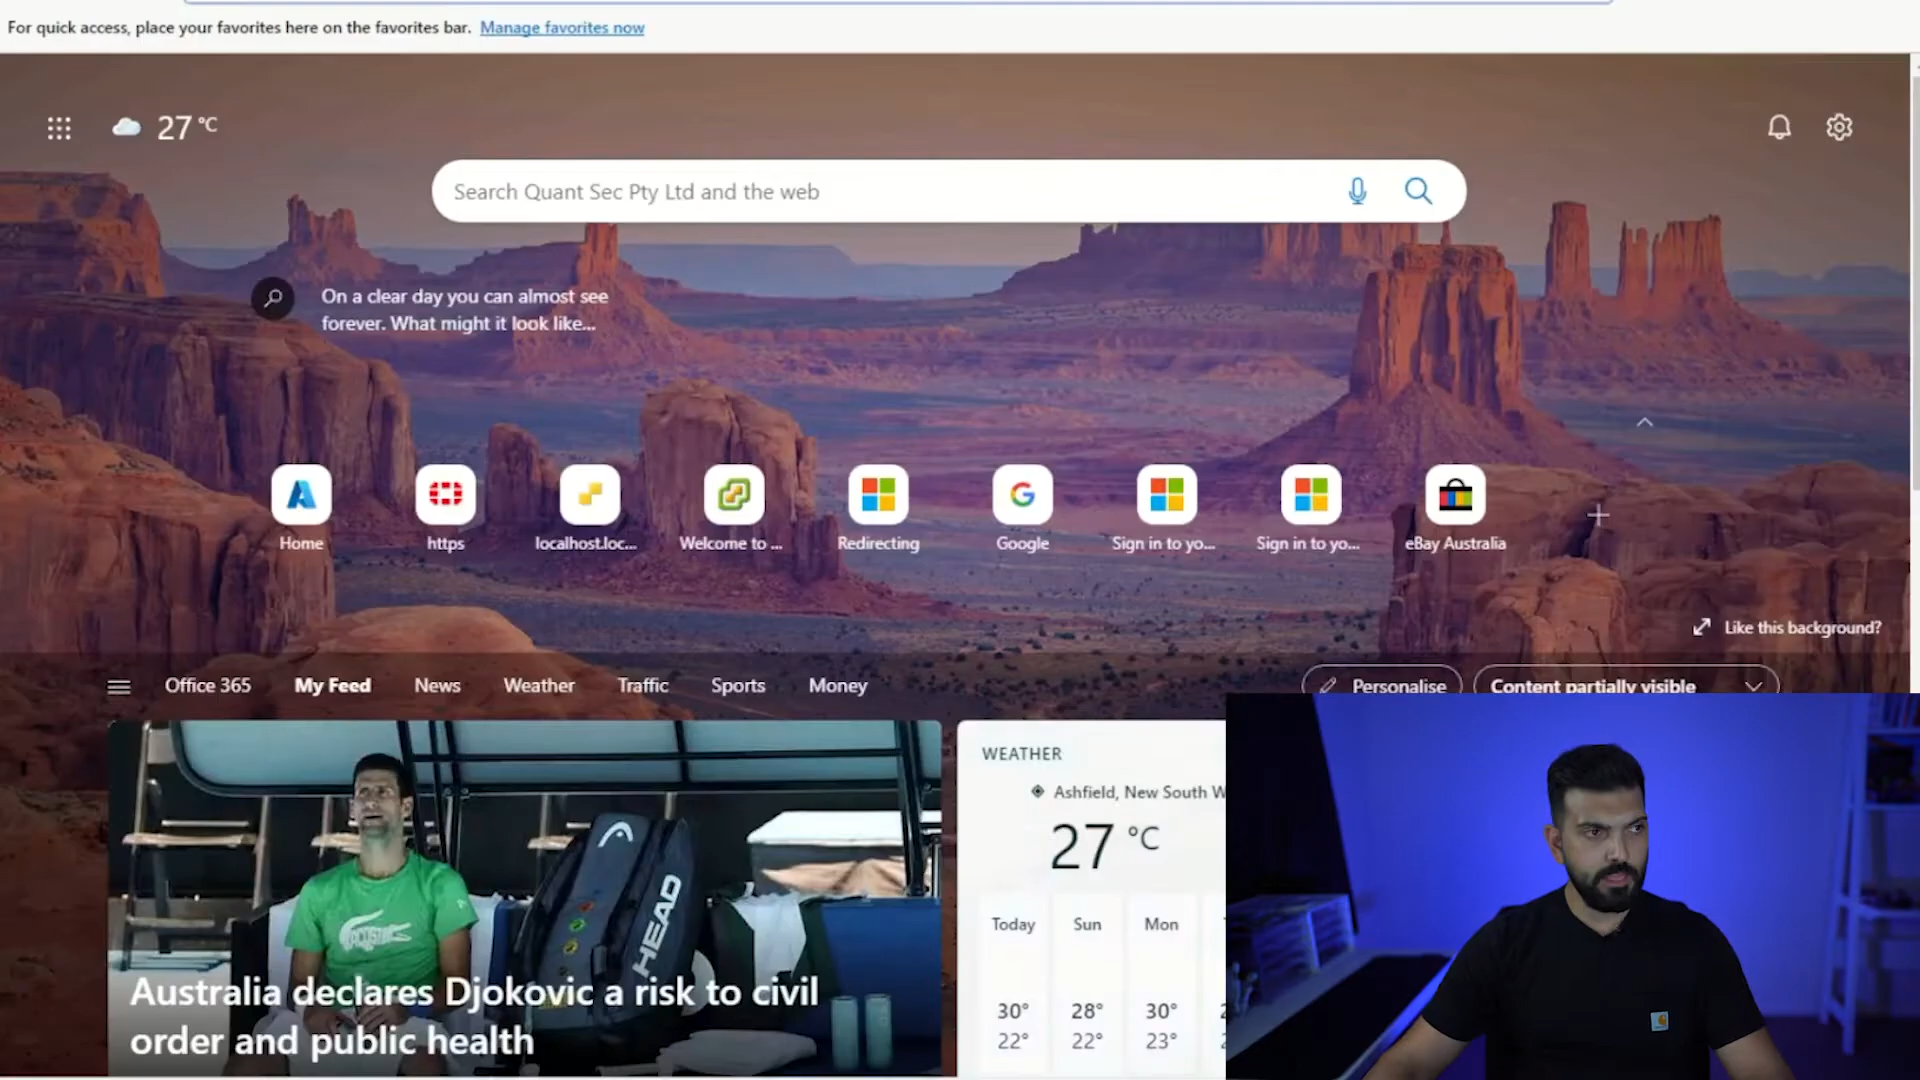 For quick access, place your favorites here on the favorites bar. Manage favorites now
27 °C
Search Quant Sec Pty Ltd and the web
On a clear day you can almost see
forever. What might it look like...
Home
https
localhost.loc...
Welcome to ...
Redirecting
Google
Sign in to yo...
Sign in to yo...
eBay Australia
Like this background?
Office 365
My Feed
News
Weather
Traffic
Sports
Money
Personalise
Content partially visible
HEAD
Australia declares Djokovic a risk to civil
order and public health
WEATHER
Ashfield, New South W
27 °C
Today Sun Mon
30° 28° 30°
22° 22° 23°